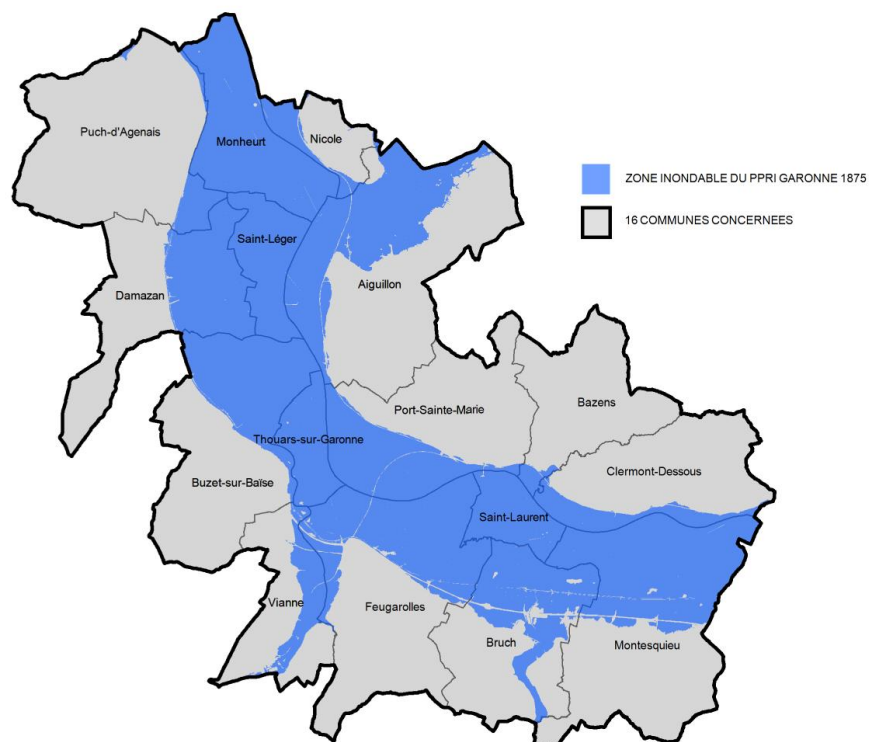 Puch-d'Agenais
Monheurt
Nicole
ZONE INONDABLE DU PPRI GARONNE 1875
16 COMMUNES CONCERNEES
Saint-Léger
Aiguillon
Damazan
Port-Sainte-Marie
Bazens
Thouars-sur-Garonne
Clermont-Dessous
Buzet-sur-Baïse
Saint-Laurent
Vianne
Feugarolles
Bruch
Montesquieu